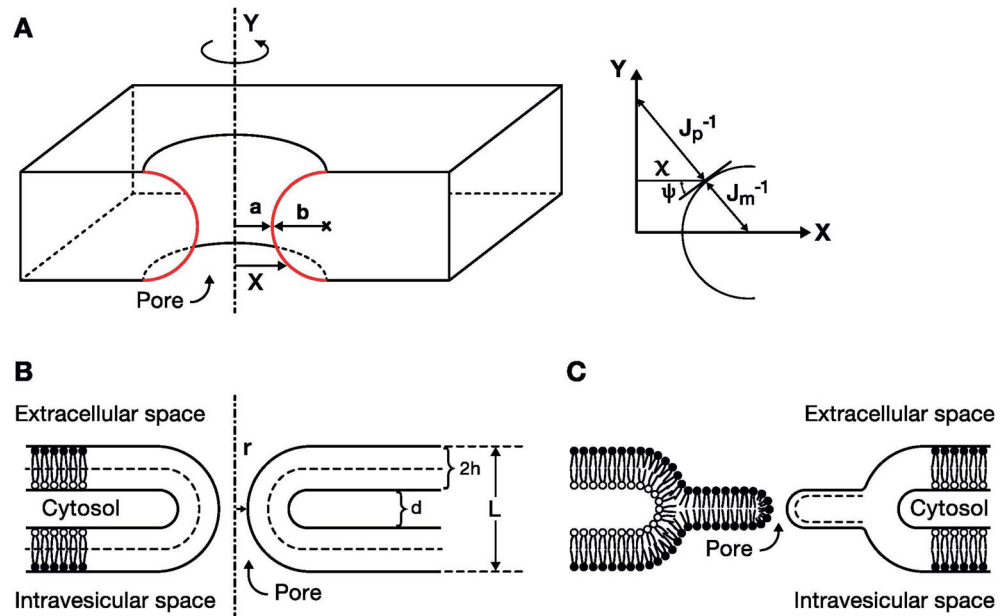 A
Y
a
b
X
Pore
Y
Jp⁻¹
χ
ψ
Jm⁻¹
X
B
Extracellular space
r
2h
Cytosol
d
L
Pore
Intravesicular space
C
Extracellular space
Cytosol
Pore
Intravesicular space